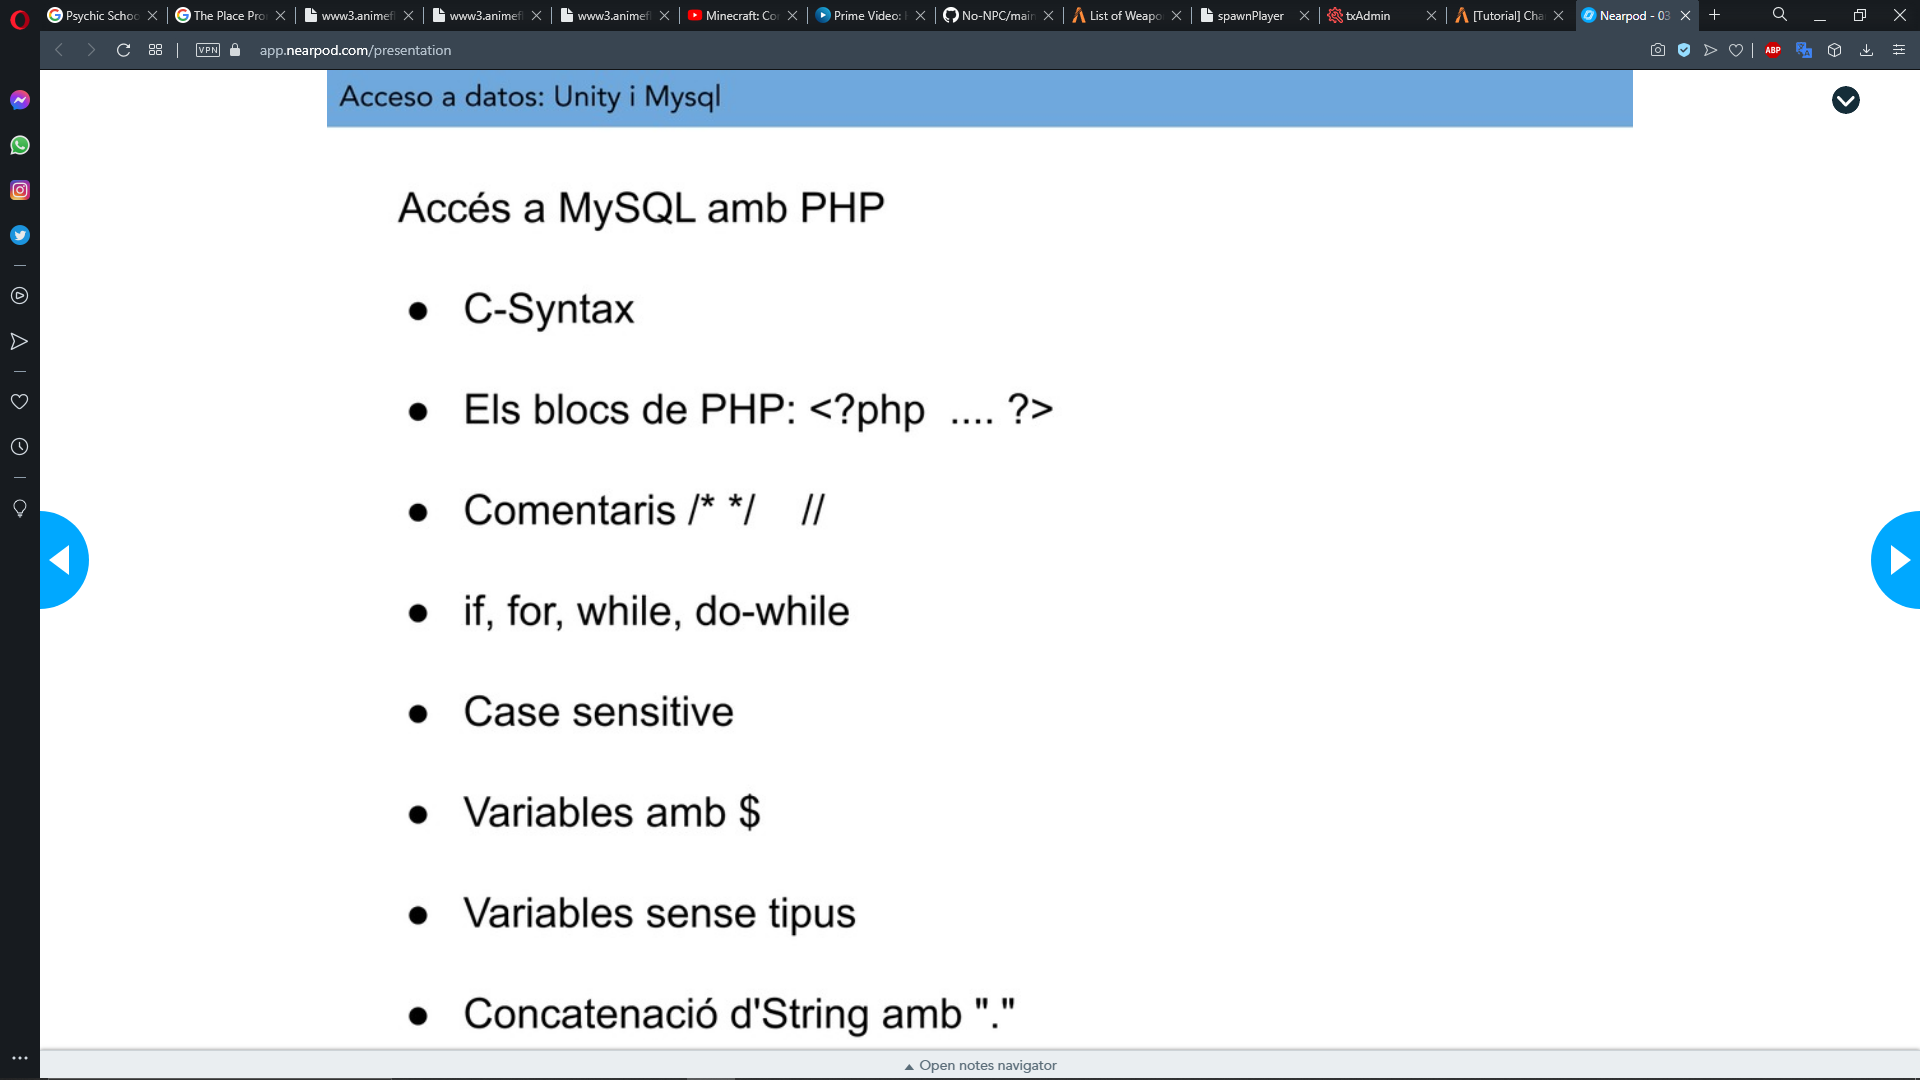 Psychic Schoo
The Place Pro
www3.animefl
www3.animefl
www3.animefl
Minecraft: Co
Prime Video:
No-NPC/main
List of Weapo
spawnPlayer
txAdmin
[Tutorial] Cha
Nearpod - 03
VPN
app.nearpod.com/presentation
ABP
Acceso a datos: Unity i Mysql
Accés a MySQL amb PHP
● C-Syntax
● Els blocs de PHP: <?php .... ?>
● Comentaris /* */ //
● if, for, while, do-while
● Case sensitive
● Variables amb $
● Variables sense tipus
● Concatenació d'String amb "."
Open notes navigator